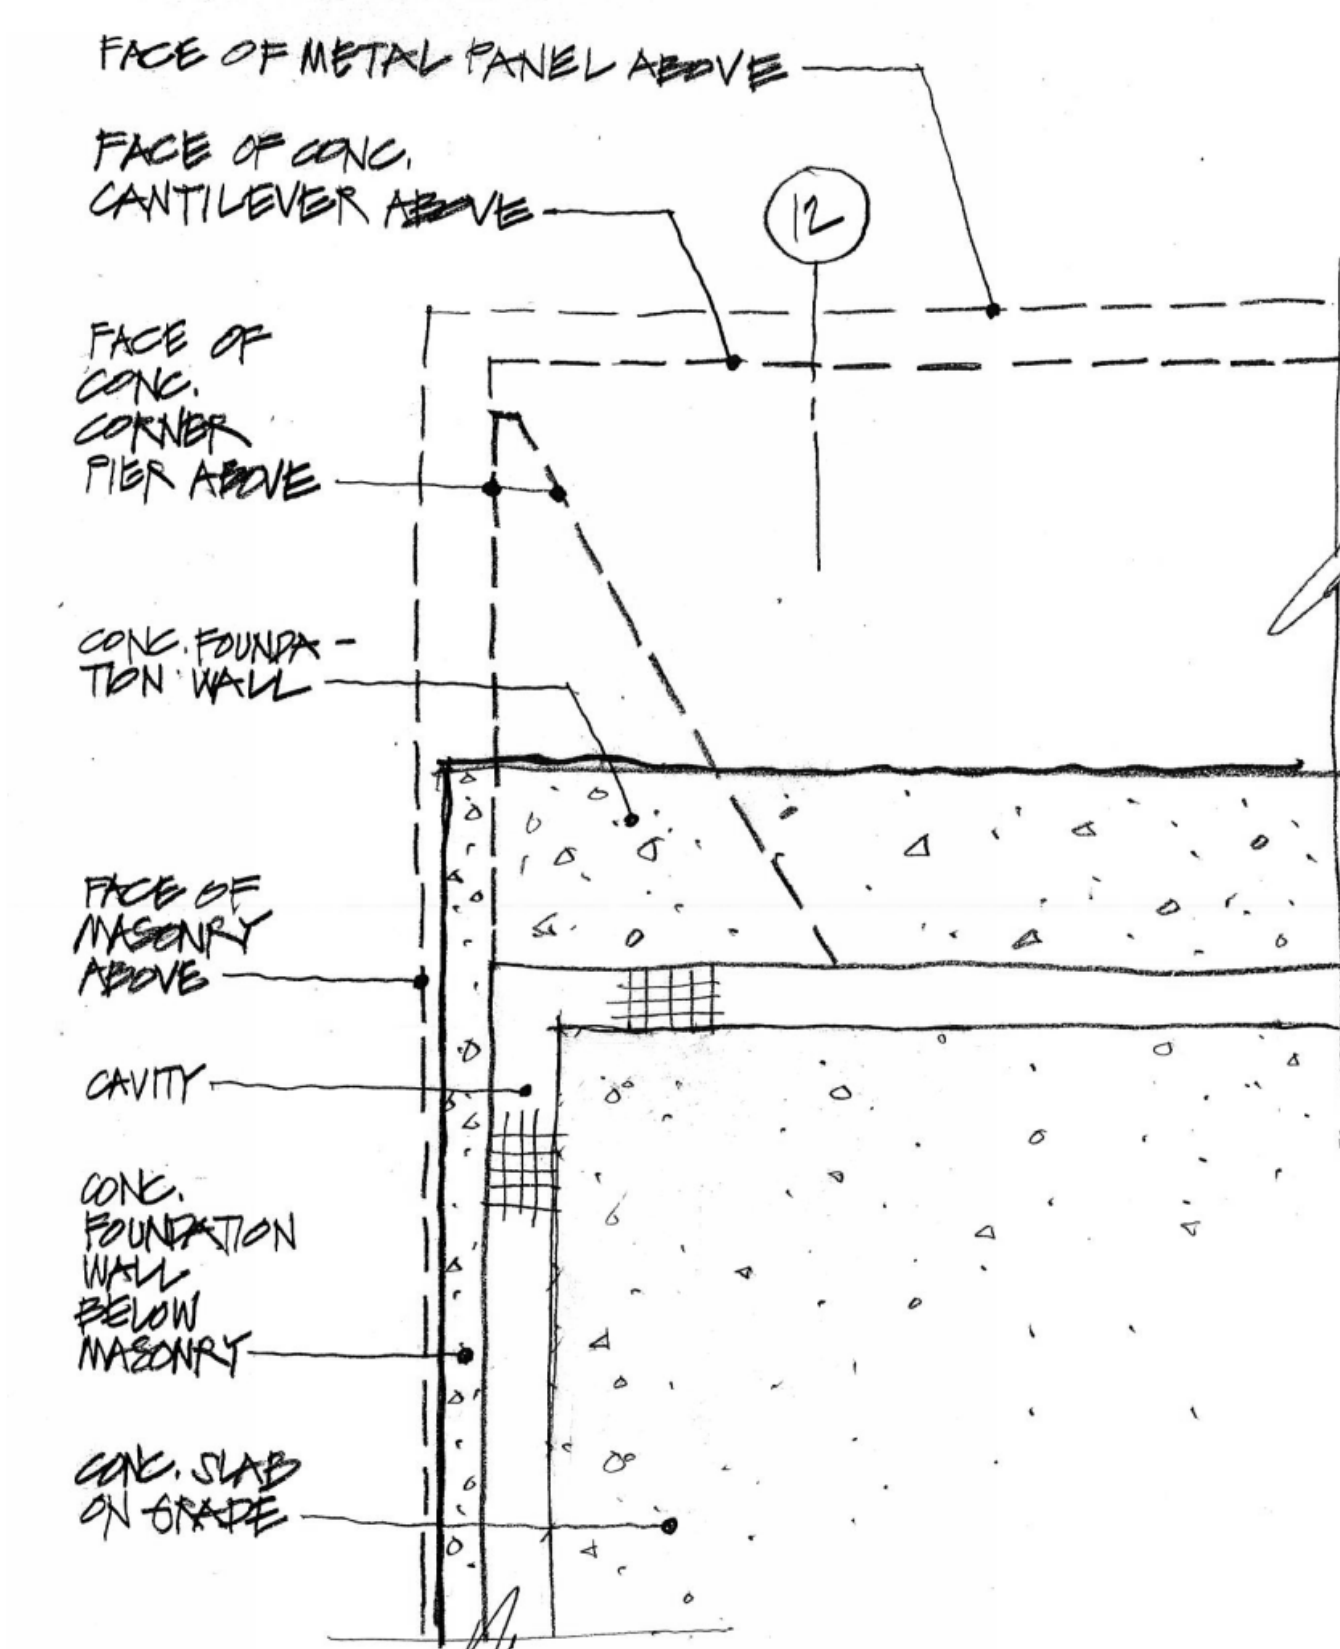 FACE OF METAL PANEL ABOVE
FACE OF CONC.
CANTILEVER ABOVE
12
FACE OF
CONC.
CORNER
PIER ABOVE
CONC. FOUNDA-
TION WALL
FACE OF
MASONRY
ABOVE
CAVITY
CONC.
FOUNDATION
WALL
BELOW
MASONRY
CONC. SLAB
ON GRADE